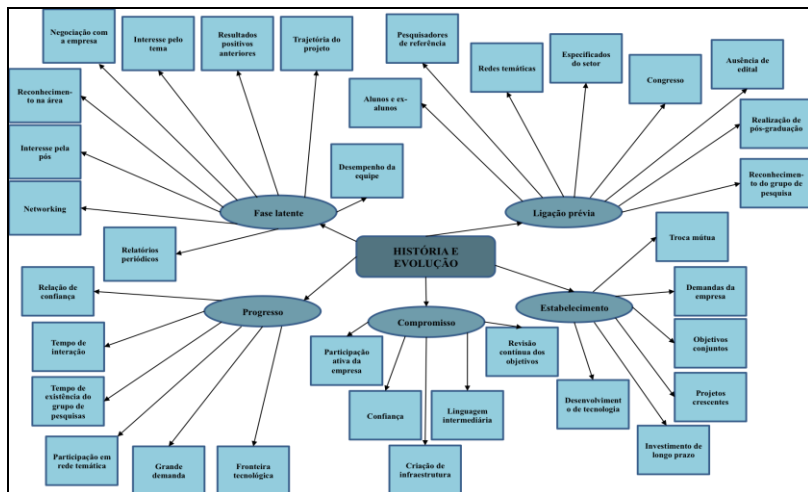 Negociação com
a empresa
Interesse pelo
tema
Resultados
positivos
anteriores
Trajetória do
projeto
Reconhecimen-
to na área
Interesse pela
pós
Networking
Desempenho da
equipe
Fase latente
Relatórios
periódicos
Pesquisadores
de referência
Redes temáticas
Especificados
do setor
Congresso
Ausência de
edital
Alunos e ex-
alunos
Realização de
pós-graduação
Reconhecimen-
to do grupo de
pesquisa
Ligação prévia
HISTÓRIA E
EVOLUÇÃO
Relação de
confiança
Progresso
Tempo de
interação
Tempo de
existência do
grupo de
pesquisas
Participação em
rede temática
Grande
demanda
Fronteira
tecnológica
Compromisso
Participação
ativa da
empresa
Revisão
contínua dos
objetivos
Confiança
Linguagem
intermediária
Criação de
infraestrutura
Estabelecimento
Troca mútua
Demandas da
empresa
Objetivos
conjuntos
Projetos
crescentes
Desenvolviment
o de tecnologia
Investimento de
longo prazo